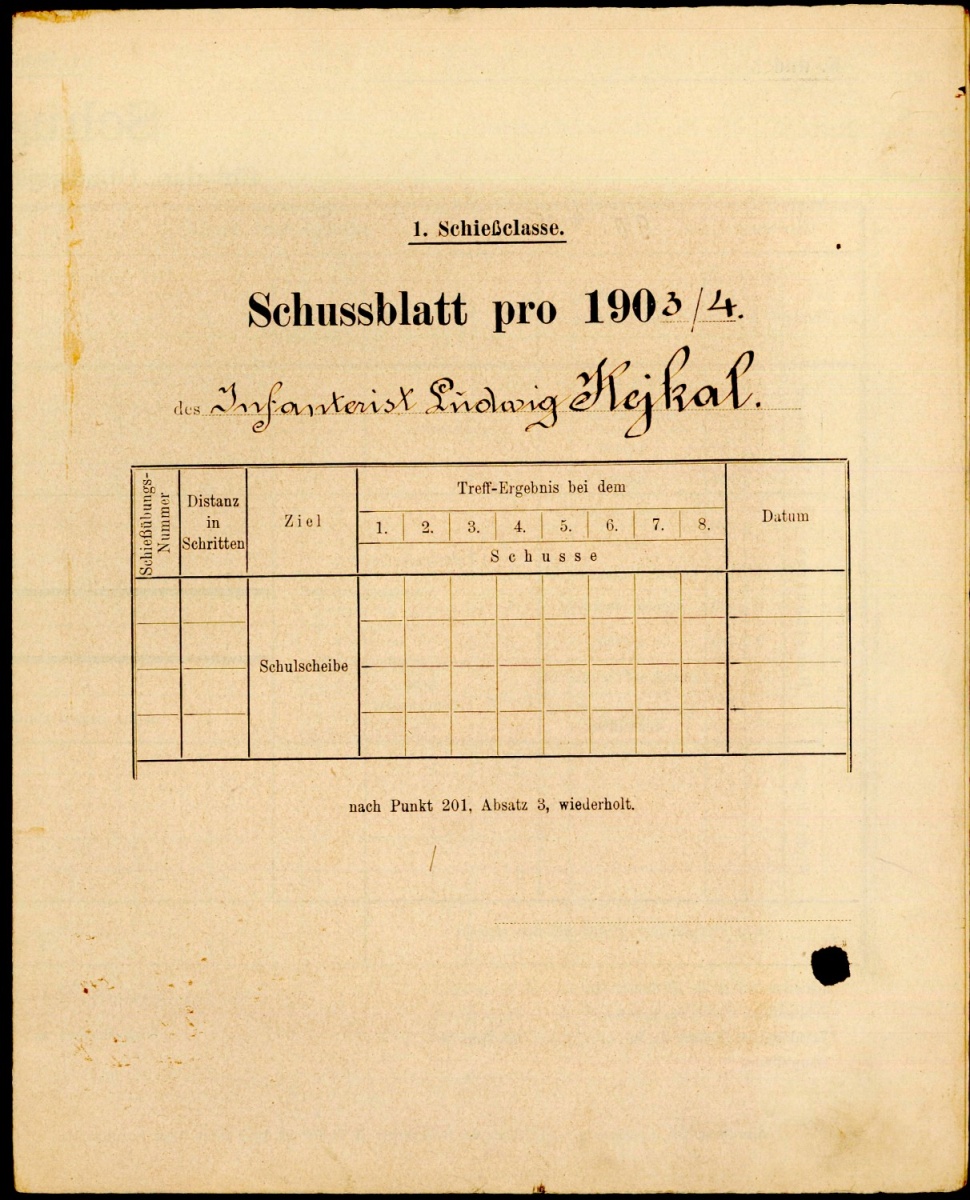 1. Schießclasse.
Schussblatt pro 1903/4.
des Infanterist Ludwig Kejkal.
Schießübungs-
Nummer
Distanz
in
Schritten
Ziel
Treff-Ergebnis bei dem
1. 2. 3. 4. 5. 6. 7. 8.
Schusse
Datum
Schulscheibe
nach Punkt 201, Absatz 3, wiederholt.